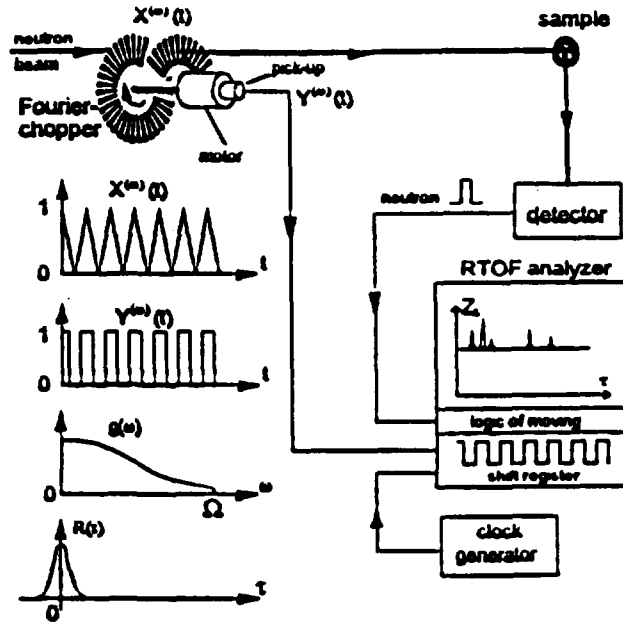 X⁽ω⁾(t)
sample
neutron
beam
pick-up
Y⁽ω⁾(t)
Fourier-
chopper
motor
X⁽ω⁾(t)
1
0
t
neutron
detector
RTOF analyzer
Z
τ
Y⁽ω⁾(t)
1
0
t
logic of moving
shift register
g(ω)
0
ω
Ω
clock
generator
R(τ)
0
τ